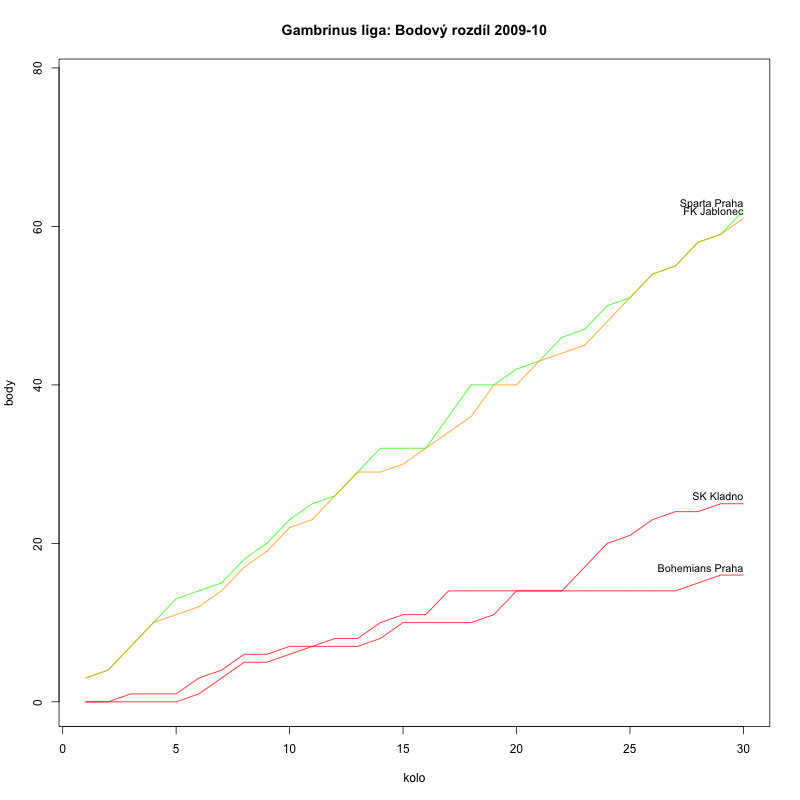 Gambrinus liga: Bodový rozdíl 2009-10
80
60
40
20
0
body
Sparta Praha
FK Jablonec
SK Kladno
Bohemians Praha
0 5 10 15 20 25 30
kolo